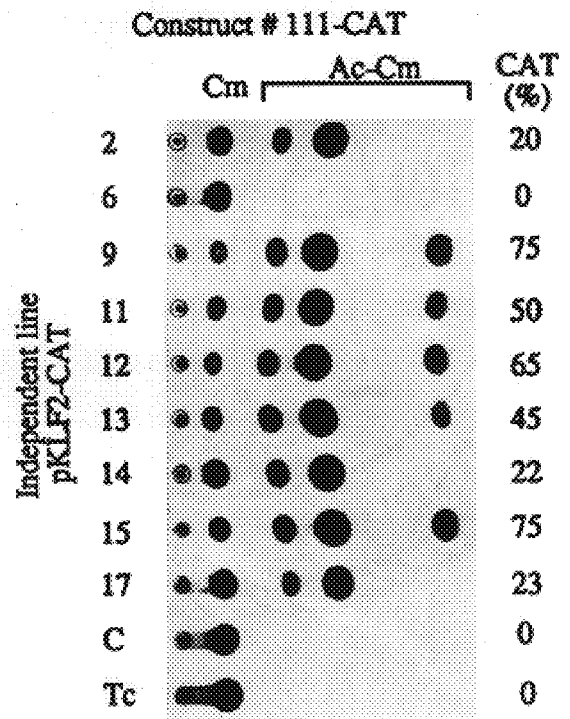 Construct # 111-CAT
Cm Ac-Cm CAT
(%)
Independent line
pKLF2-CAT
2 20
6 0
9 75
11 50
12 65
13 45
14 22
15 75
17 23
C 0
Tc 0